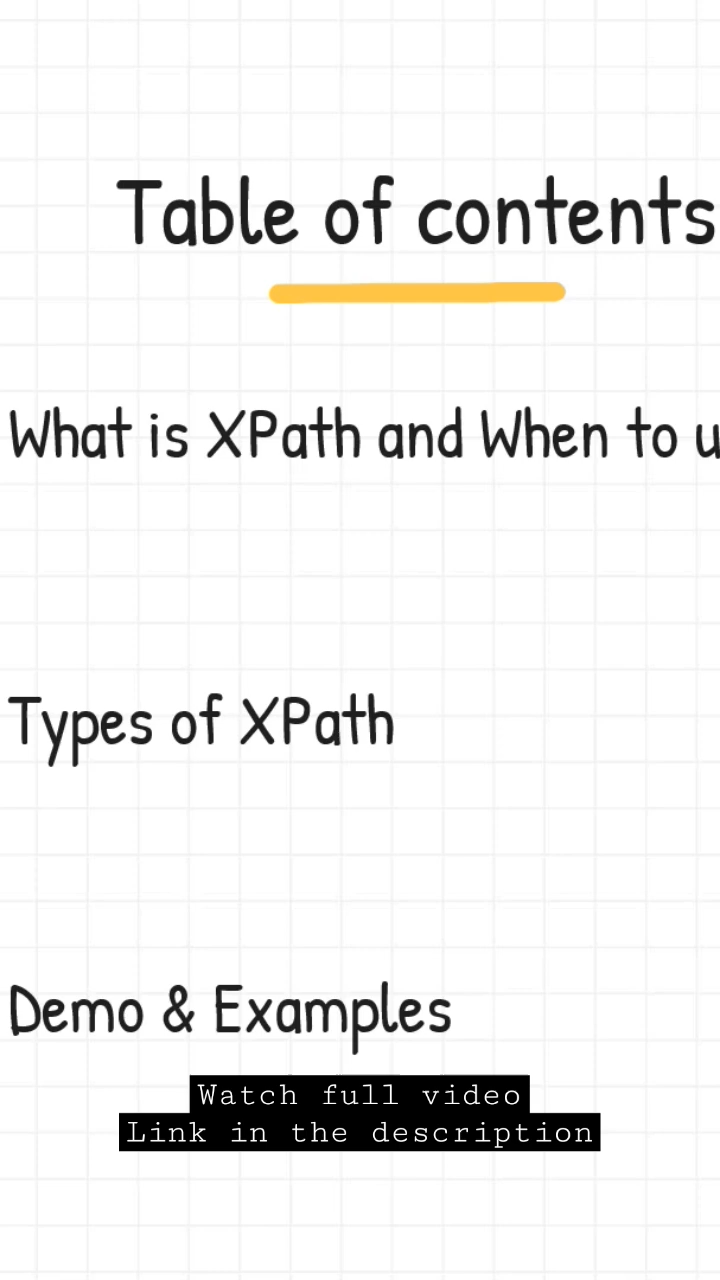 Table of contents
What is XPath and When to u
Types of XPath
Demo & Examples
Watch full video
Link in the description